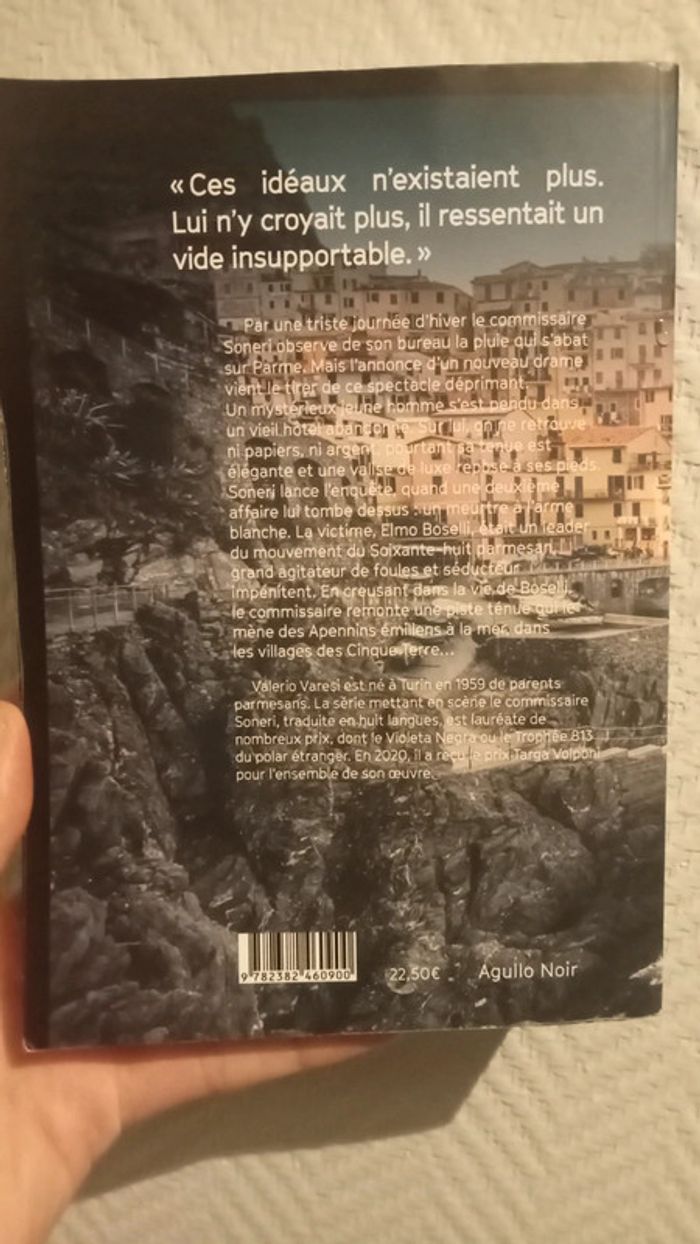 « Ces idéaux n'existaient plus.
Lui n'y croyait plus, il ressentait un
vide insupportable. »
Par une triste journée d'hiver le commissaire
Soneri observe de son bureau la pluie qui s'abat
sur Parme. Mais l'annonce d'un nouveau drame
vient le tirer de ce spectacle déprimant.
Un mystérieux jeune homme s'est pendu dans
un vieil hôtel abandonné. Sur lui, on ne retrouve
ni papiers, ni argent, pourtant sa tenue est
élégante et une valise de luxe repose à ses pieds.
Soneri lance l'enquête, quand une deuxième
affaire lui tombe dessus : un meurtre à l'arme
blanche. La victime, Elmo Boselli, était un leader
du mouvement du Soixante-huit parmesan,
grand agitateur de foules et séducteur
impénitent. En creusant dans la vie de Boselli,
le commissaire remonte une piste ténue qui le
mène des Apennins émiliens à la mer, dans
les villages des Cinque Terre...
Valerio Varesi est né à Turin en 1959 de parents
parmesans. La série mettant en scène le commissaire
Soneri, traduite en huit langues, est lauréate de
nombreux prix, dont le Violeta Negra ou le Trophée 813
du polar étranger. En 2020, il a reçu le prix Targa Volponi
pour l'ensemble de son œuvre.
9 782382 460900
22,50€
Agullo Noir